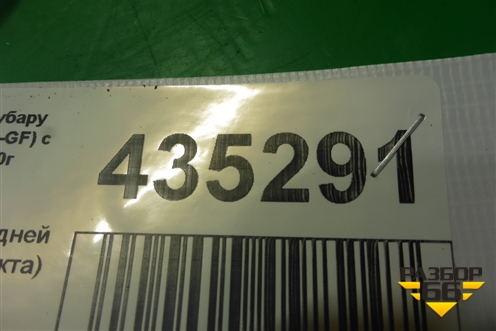 убару
-GF) с
0г
435291
дней
кта)
РАЗБОР
66